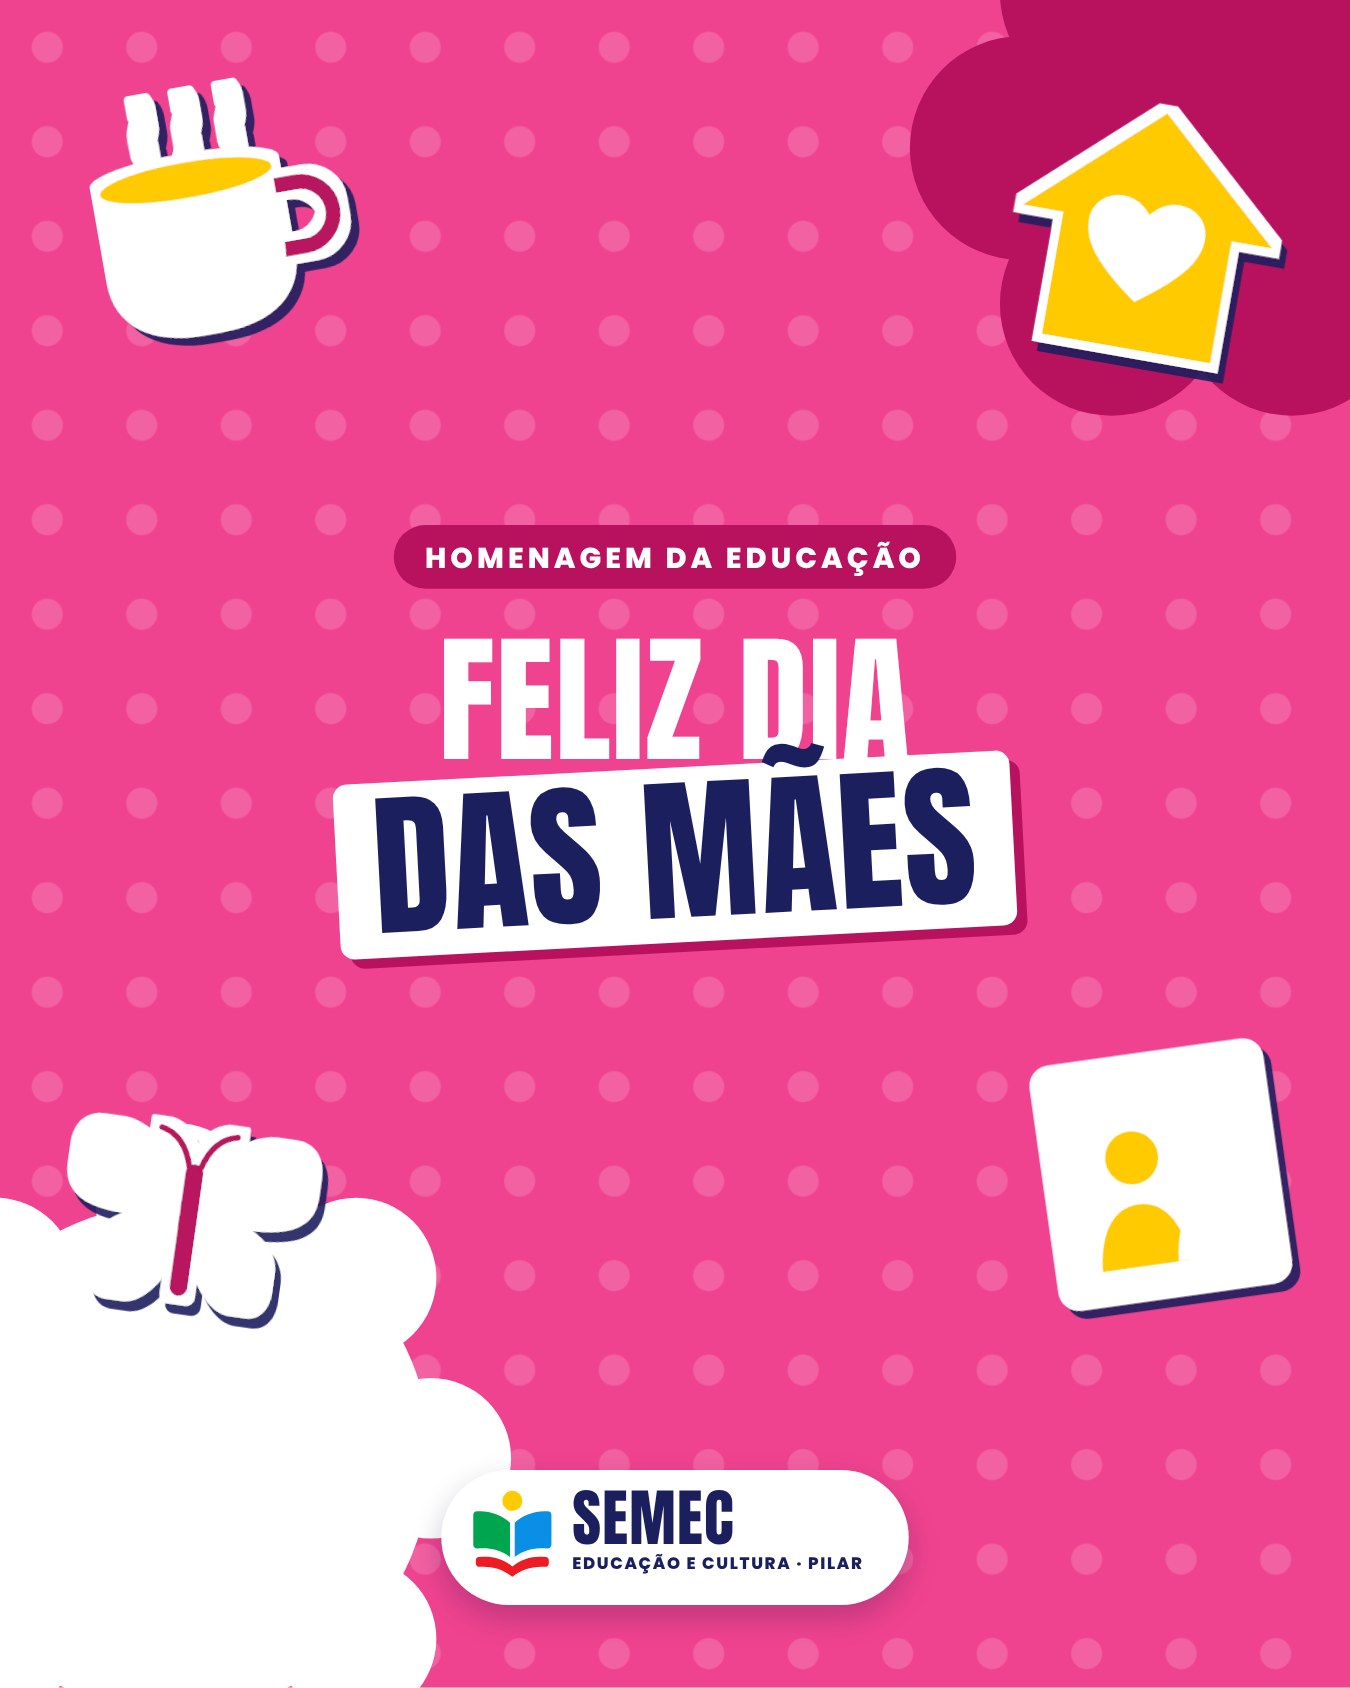 HOMENAGEM DA EDUCAÇÃO
FELIZ DIA
DAS MÃES
SEMEC
EDUCAÇÃO E CULTURA · PILAR